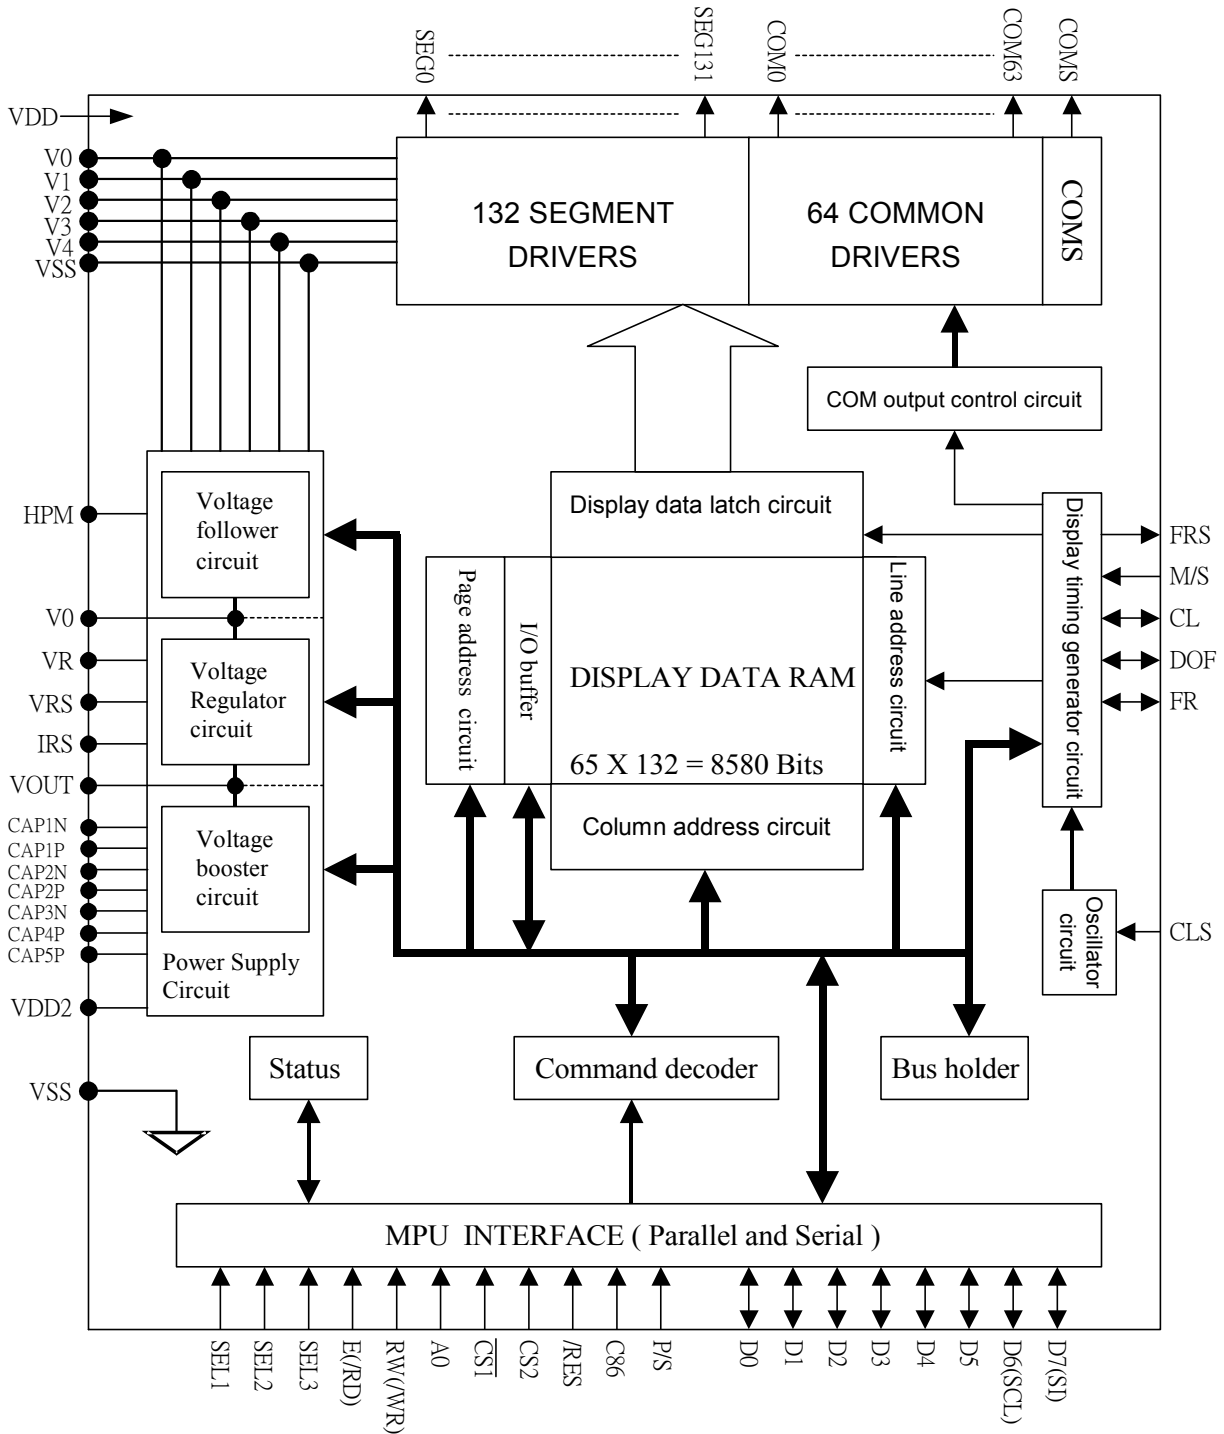 SEG0
SEG131
COM0
COM63
COMS
VDD
V0
V1
V2
V3
V4
VSS
132 SEGMENT
DRIVERS
64 COMMON
DRIVERS
COMS
COM output control circuit
HPM
V0
VR
VRS
IRS
VOUT
CAP1N
CAP1P
CAP2N
CAP2P
CAP3N
CAP4P
CAP5P
VDD2
VSS
Voltage
follower
circuit
Voltage
Regulator
circuit
Voltage
booster
circuit
Power Supply
Circuit
Display data latch circuit
Page address circuit
I/O buffer
DISPLAY DATA RAM
65 X 132 = 8580 Bits
Line address circuit
Column address circuit
Display timing generator circuit
FRS
M/S
CL
DOF
FR
Oscillator
circuit
CLS
Status
Command decoder
Bus holder
MPU INTERFACE ( Parallel and Serial )
SEL1
SEL2
SEL3
E(/RD)
RW(/WR)
A0
CS1
CS2
/RES
C86
P/S
D0
D1
D2
D3
D4
D5
D6(SCL)
D7(SI)